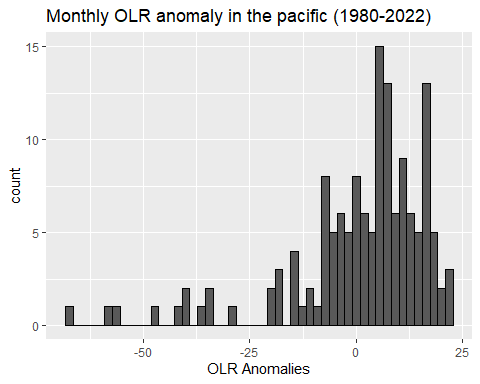 Monthly OLR anomaly in the pacific (1980-2022)
15
10
5
0
count
-50 -25 0 25
OLR Anomalies